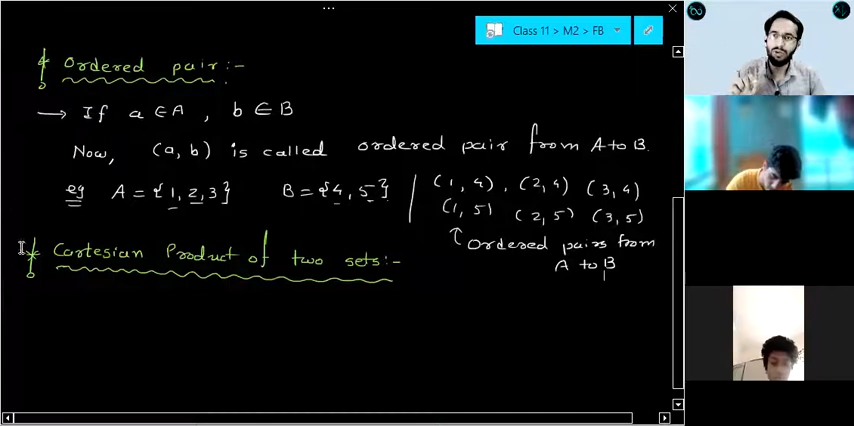 Class 11 > M2 > FB
Ordered pair :-
→ If a ∈ A , b ∈ B
Now, (a, b) is called ordered pair from A to B.
eg A = {1, 2, 3} B = {4, 5} | (1, 4) , (2, 4) (3, 4)
(1, 5) (2, 5) (3, 5)
↑ Ordered pairs from
A to B
Cartesian Product of two sets :-